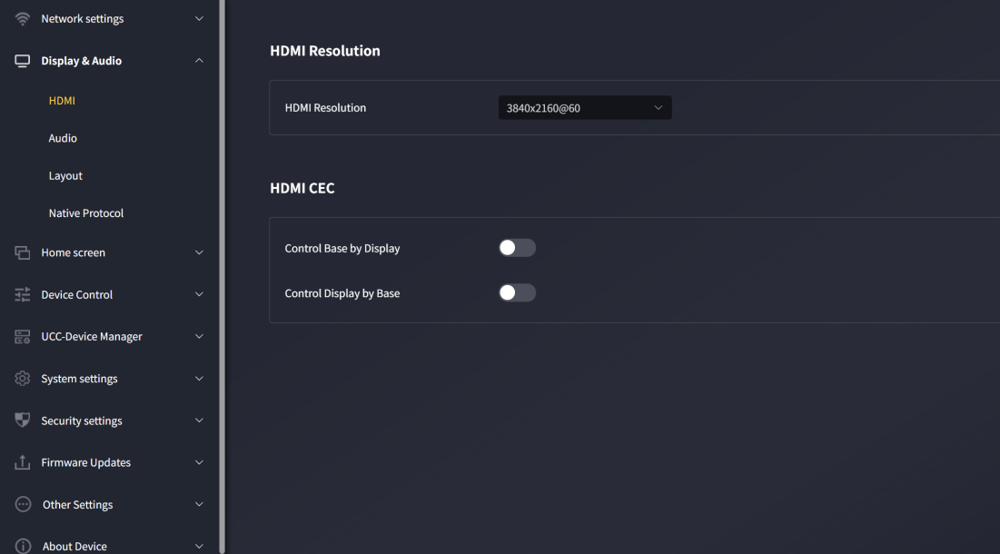 Network settings
Display & Audio
HDMI
Audio
Layout
Native Protocol
Home screen
Device Control
UCC-Device Manager
System settings
Security settings
Firmware Updates
Other Settings
About Device
HDMI Resolution
HDMI Resolution 3840x2160@60
HDMI CEC
Control Base by Display
Control Display by Base